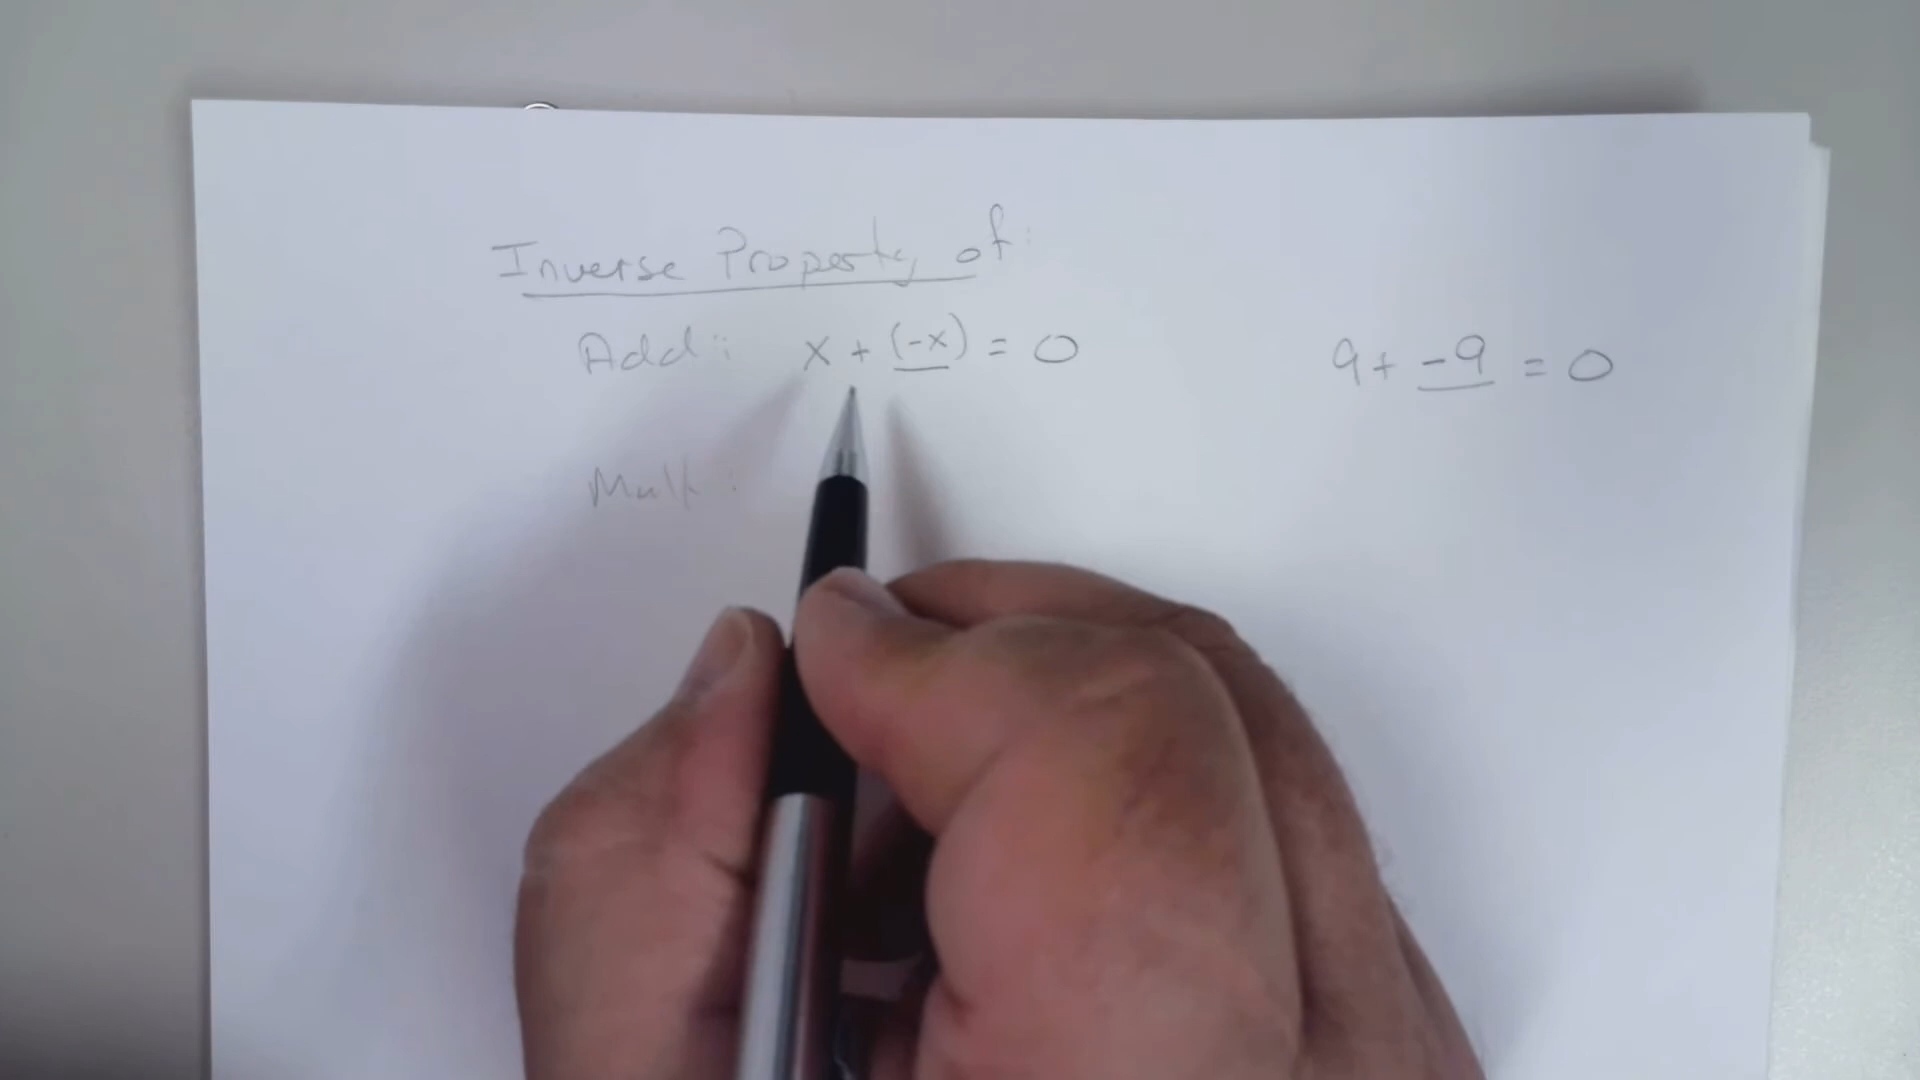 Inverse Property of:
Add: x + (-x) = 0 9 + -9 = 0
Mult: